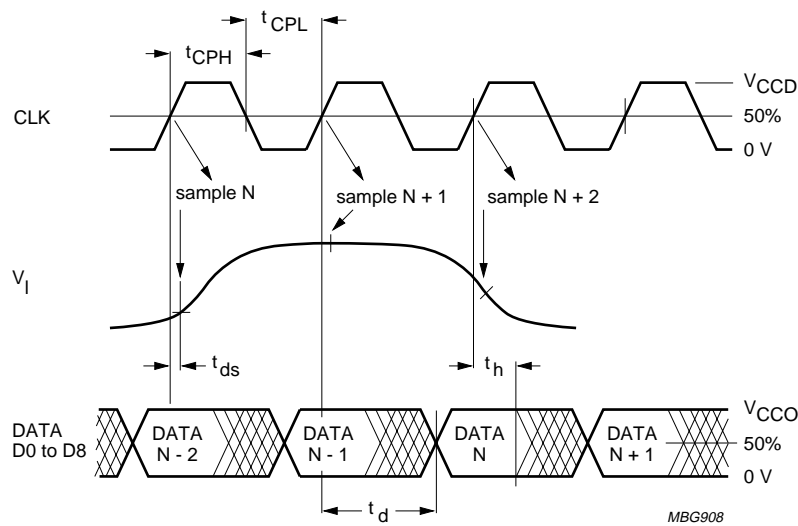 t CPL
t CPH
V CCD
CLK
50%
0 V
sample N
sample N + 1
sample N + 2
V I
t ds
t h
V CCO
DATA
D0 to D8
DATA
N - 2
DATA
N - 1
DATA
N
DATA
N + 1
50%
0 V
t d
MBG908